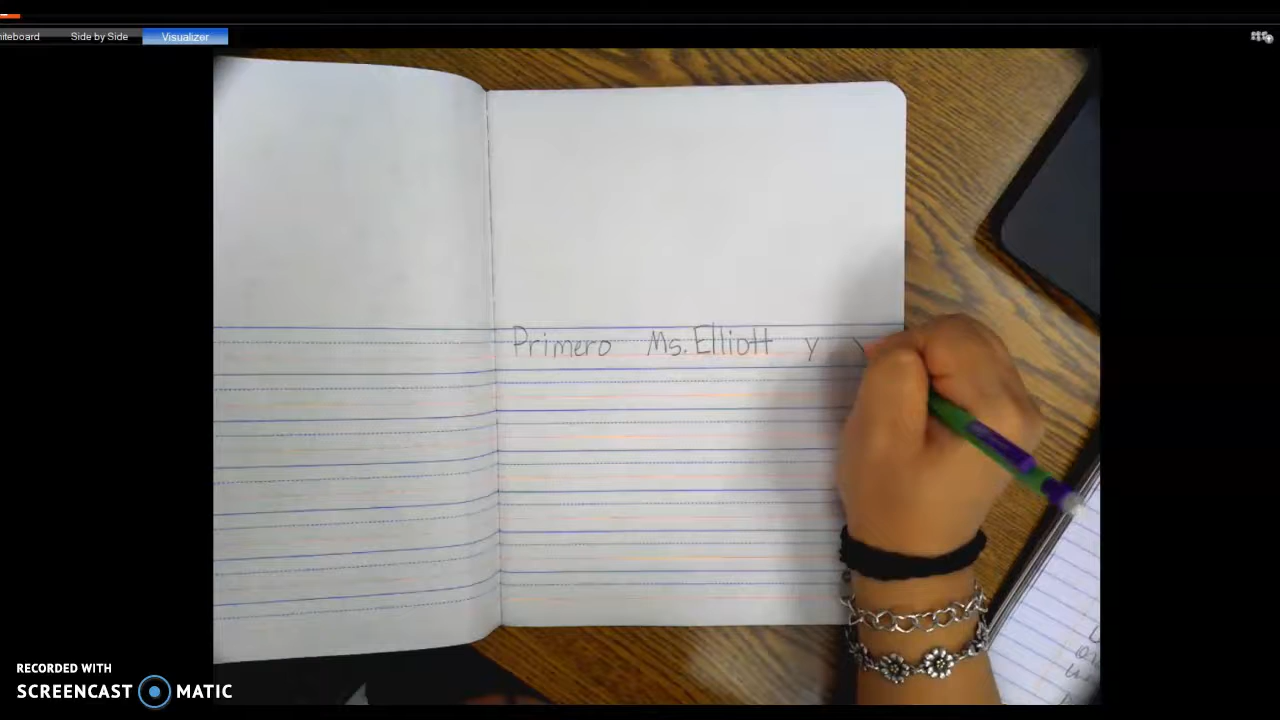 iteboard Side by Side Visualizer
Primero Ms. Elliott y
RECORDED WITH
SCREENCAST MATIC